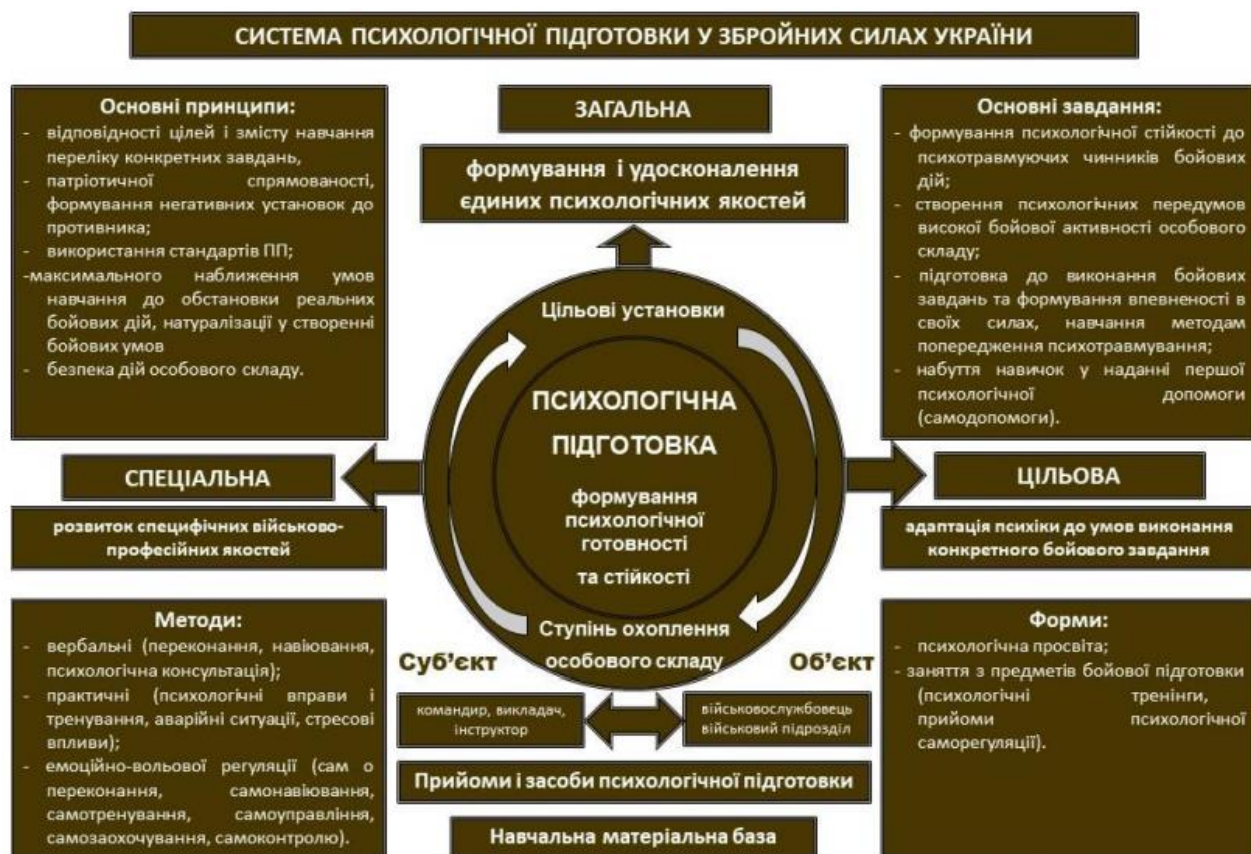 СИСТЕМА ПСИХОЛОГІЧНОЇ ПІДГОТОВКИ У ЗБРОЙНИХ СИЛАХ УКРАЇНИ
Основні принципи:
- відповідності цілей і змісту навчання
переліку конкретних завдань,
- патріотичної спрямованості,
формування негативних установок до
противника;
- використання стандартів ПП;
-максимального наближення умов
навчання до обстановки реальних
бойових дій, натуралізації у створенні
бойових умов
- безпека дій особового складу.
ЗАГАЛЬНА
формування і удосконалення
єдиних психологічних якостей
Основні завдання:
- формування психологічної стійкості до
психотравмуючих чинників бойових
дій;
- створення психологічних передумов
високої бойової активності особового
складу;
- підготовка до виконання бойових
завдань та формування впевненості в
своїх силах, навчання методам
попередження психотравмування;
- набуття навичок у наданні першої
психологічної допомоги
(самодопомоги).
СПЕЦІАЛЬНА
розвиток специфічних військово-
професійних якостей
Цільові установки
ПСИХОЛОГІЧНА
ПІДГОТОВКА
формування
психологічної
готовності
та стійкості
Ступінь охоплення
особового складу
ЦІЛЬОВА
адаптація психіки до умов виконання
конкретного бойового завдання
Методи:
- вербальні (переконання, навіювання,
психологічна консультація);
- практичні (психологічні вправи і
тренування, аварійні ситуації, стресові
впливи);
- емоційно-вольової регуляції (сам о
переконання, самонавіювання,
самотренування, самоуправління,
самозаохочування, самоконтролю).
Суб’єкт
Об’єкт
командир, викладач,
інструктор
військовослужбовець
військовий підрозділ
Прийоми і засоби психологічної підготовки
Навчальна матеріальна база
Форми:
- психологічна просвіта;
- заняття з предметів бойової підготовки
(психологічні тренінги,
прийоми психологічної
саморегуляції).